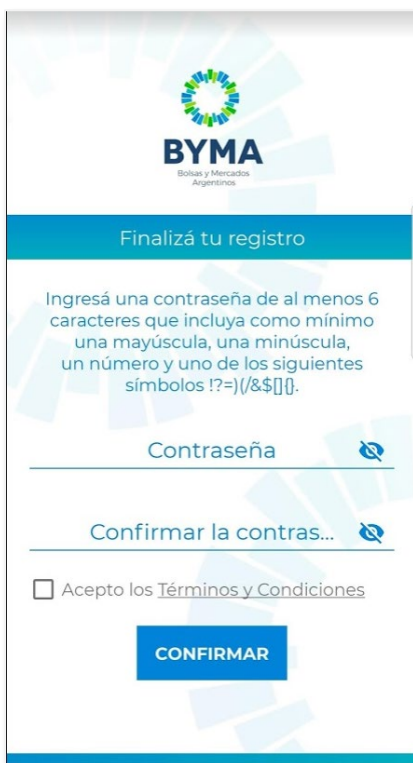 BYMA
Bolsas y Mercados
Argentinos
Finalizá tu registro
Ingresá una contraseña de al menos 6
caracteres que incluya como mínimo
una mayúscula, una minúscula,
un número y uno de los siguientes
símbolos !?=)(/&$[]{}.
Contraseña
Confirmar la contras...
Acepto los Términos y Condiciones
CONFIRMAR